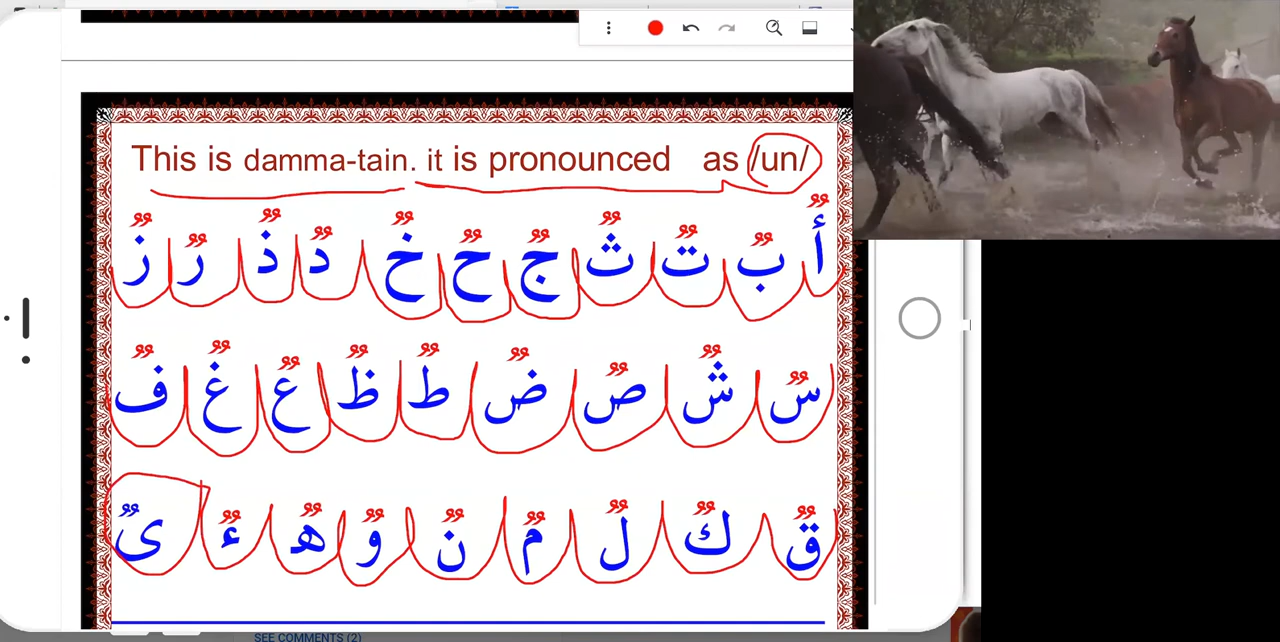 This is damma-tain. it is pronounced as /un/
أٌ بٌ تٌ ثٌ جٌ حٌ خٌ دٌ ذٌ رٌ زٌ
سٌ شٌ صٌ ضٌ طٌ ظٌ عٌ غٌ فٌ
قٌ كٌ لٌ مٌ نٌ وٌ هٌ ءٌ ىٌ
SEE COMMENTS (2)